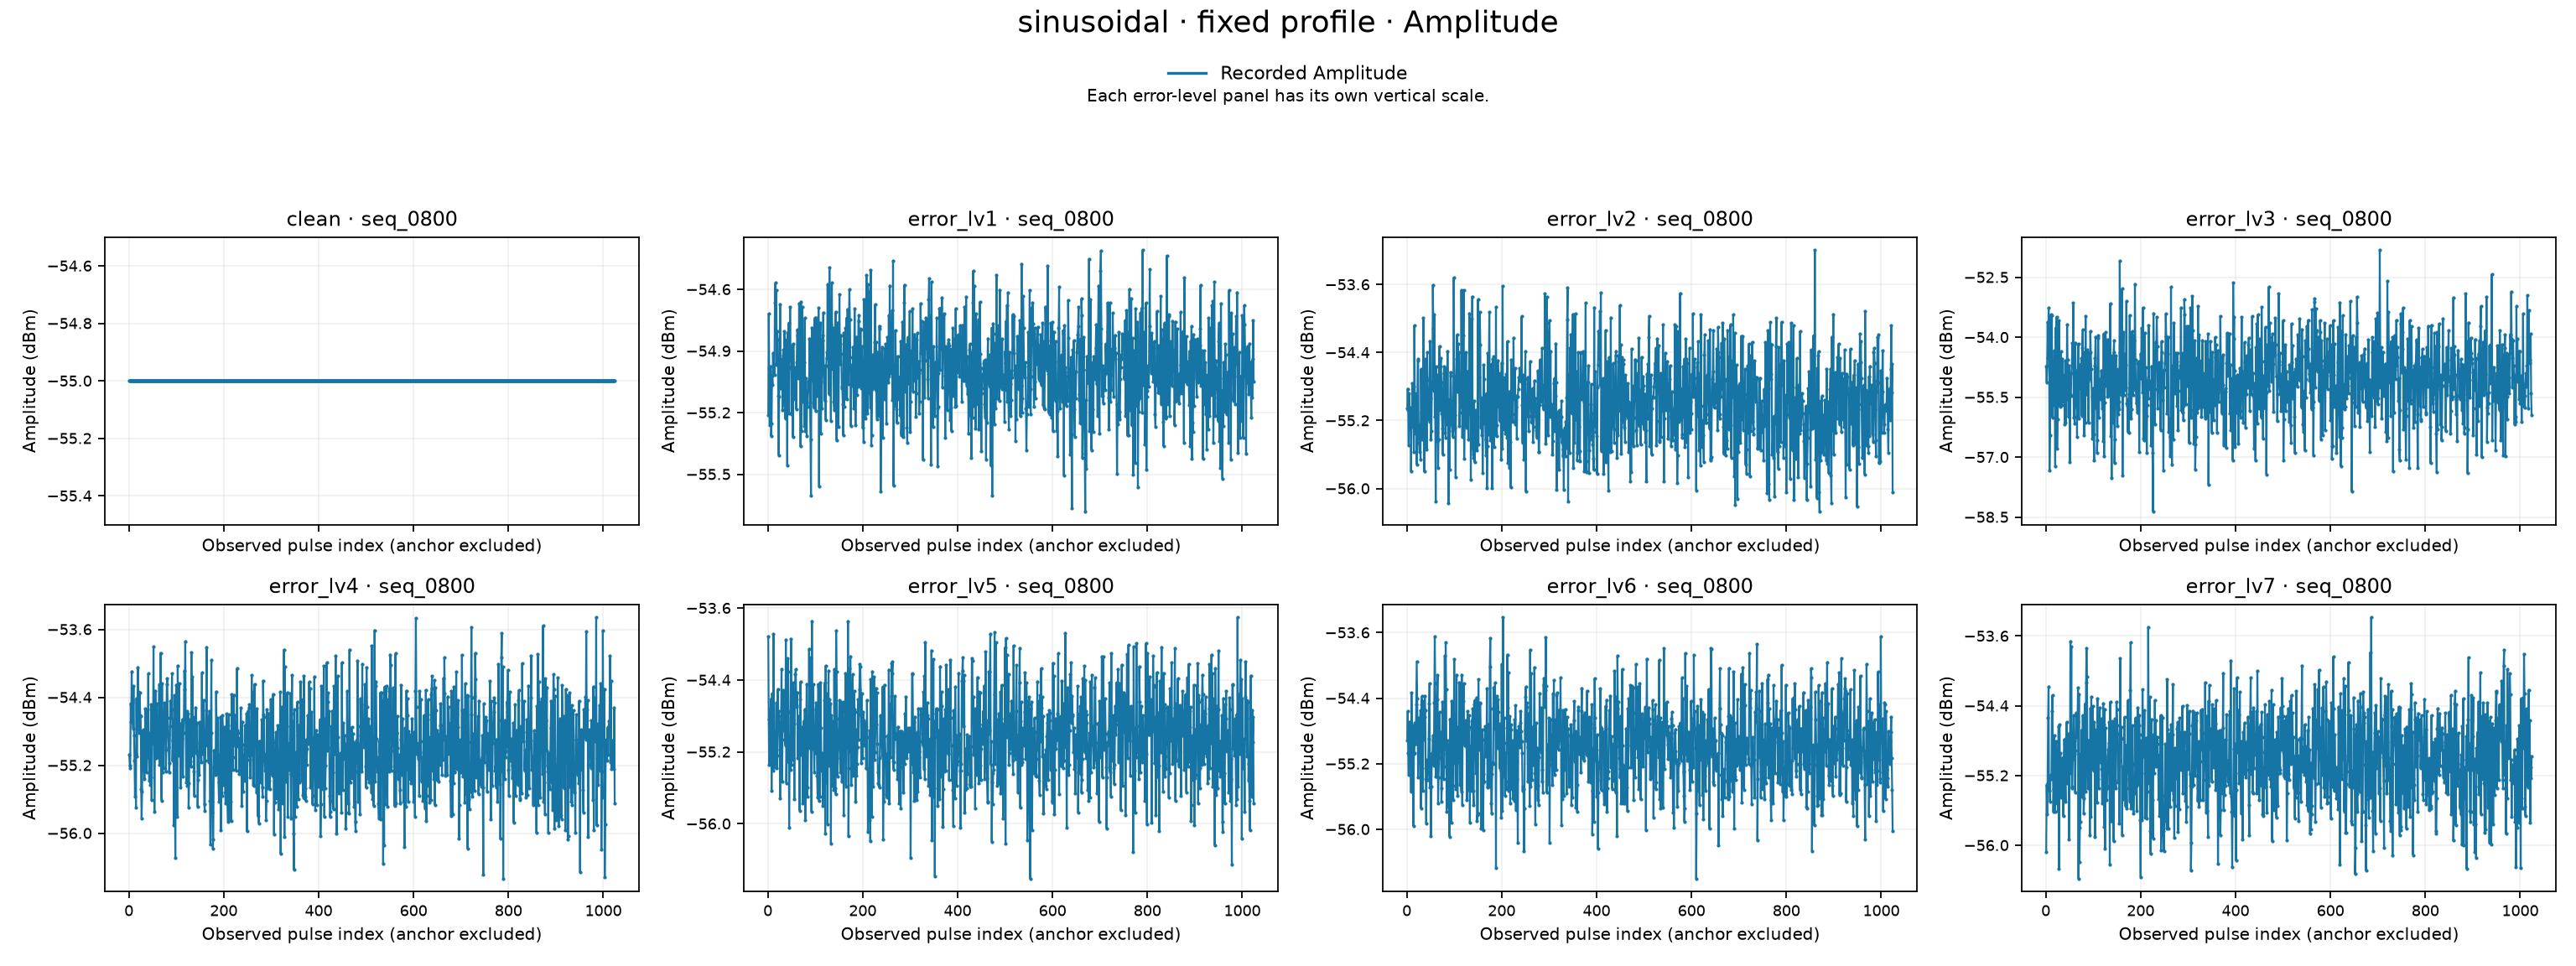 sinusoidal · fixed profile · Amplitude
Recorded Amplitude
Each error-level panel has its own vertical scale.
clean · seq_0800
error_lv1 · seq_0800
error_lv2 · seq_0800
error_lv3 · seq_0800
Amplitude (dBm)
−54.6
−54.8
−55.0
−55.2
−55.4
Observed pulse index (anchor excluded)
Amplitude (dBm)
−54.6
−54.9
−55.2
−55.5
Observed pulse index (anchor excluded)
Amplitude (dBm)
−53.6
−54.4
−55.2
−56.0
Observed pulse index (anchor excluded)
Amplitude (dBm)
−52.5
−54.0
−55.5
−57.0
−58.5
Observed pulse index (anchor excluded)
error_lv4 · seq_0800
error_lv5 · seq_0800
error_lv6 · seq_0800
error_lv7 · seq_0800
Amplitude (dBm)
−53.6
−54.4
−55.2
−56.0
0 200 400 600 800 1000
Observed pulse index (anchor excluded)
Amplitude (dBm)
−53.6
−54.4
−55.2
−56.0
0 200 400 600 800 1000
Observed pulse index (anchor excluded)
Amplitude (dBm)
−53.6
−54.4
−55.2
−56.0
0 200 400 600 800 1000
Observed pulse index (anchor excluded)
Amplitude (dBm)
−53.6
−54.4
−55.2
−56.0
0 200 400 600 800 1000
Observed pulse index (anchor excluded)